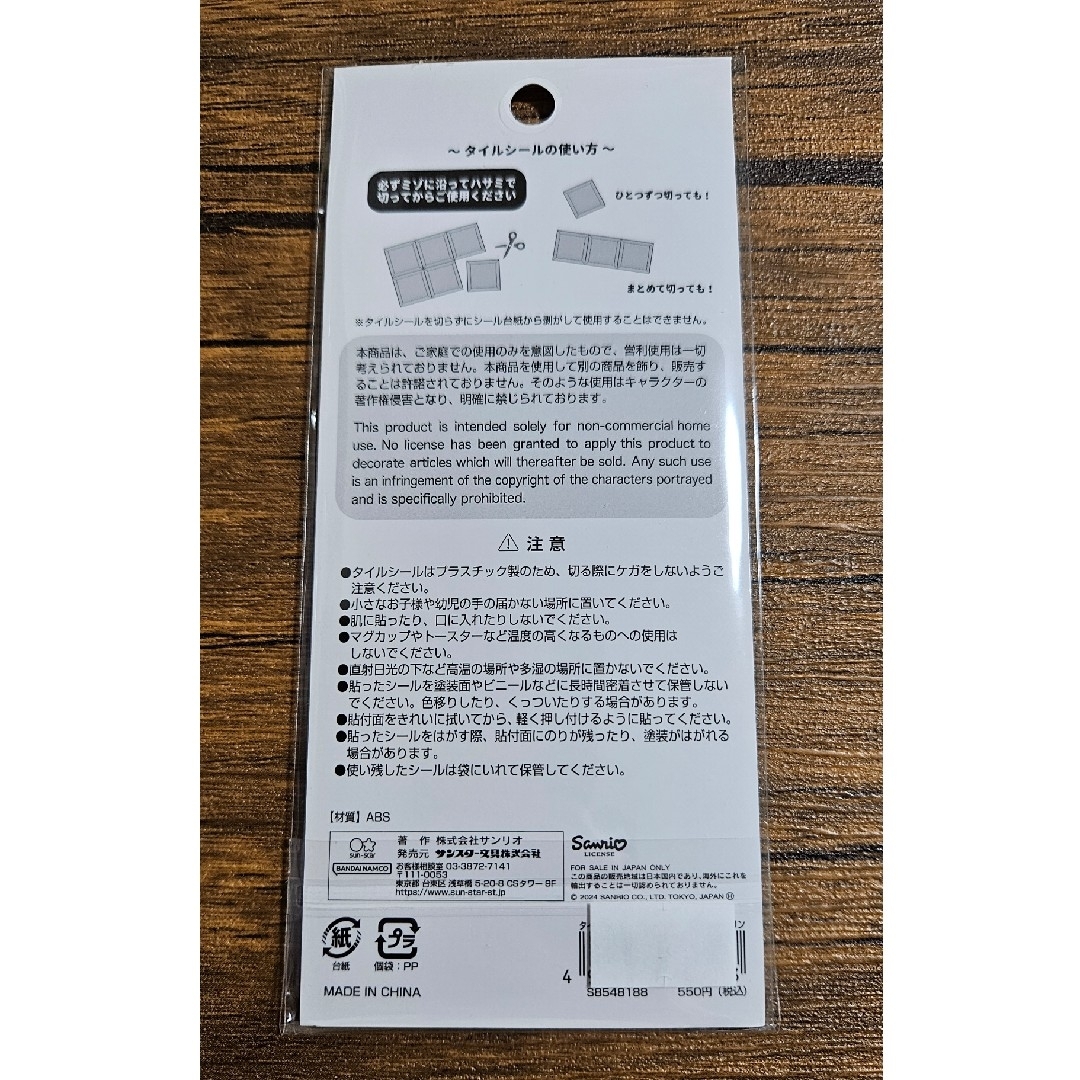 ～ タイルシールの使い方 ～
必ずミゾに沿ってハサミで
切ってからご使用ください
ひとつずつ切っても！
まとめて切っても！
※タイルシールを切らずにシール台紙から剥がして使用することはできません。
本商品は、ご家庭での使用のみを意図したもので、営利使用は一切
考えられておりません。本商品を使用して別の商品を飾り、販売す
ることは許諾されておりません。そのような使用はキャラクターの
著作権侵害となり、明確に禁じられております。
This product is intended solely for non-commercial home
use. No license has been granted to apply this product to
decorate articles which will thereafter be sold. Any such use
is an infringement of the copyright of the characters portrayed
and is specifically prohibited.
⚠ 注意
●タイルシールはプラスチック製のため、切る際にケガをしないようご
注意ください。
●小さなお子様や幼児の手の届かない場所に置いてください。
●肌に貼ったり、口に入れたりしないでください。
●マグカップやトースターなど温度の高くなるものへの使用は
しないでください。
●直射日光の下など高温の場所や多湿の場所に置かないでください。
●貼ったシールを塗装面やビニールなどに長時間密着させて保管しない
でください。色移りしたり、くっついたりする場合があります。
●貼付面をきれいに拭いてから、軽く押し付けるように貼ってください。
●貼ったシールをはがす際、貼付面にのりが残ったり、塗装がはがれる
場合があります。
●使い残したシールは袋にいれて保管してください。
【材質】ABS
sun-star
BANDAI NAMCO
著 作 株式会社サンリオ
発売元 サンスター文具株式会社
お客様相談室 03-3872-7141
〒111-0053
東京都 台東区 浅草橋 5-20-8 CSタワー 8F
https://www.sun-star-st.jp
Sanrio
LICENSE
FOR SALE IN JAPAN ONLY
この商品の販売地域は日本国内であり、海外にこれを
輸出することは一切認められておりません。
© 2024 SANRIO CO., LTD. TOKYO, JAPAN Ⓗ
紙
台紙
プラ
個袋：PP
MADE IN CHINA
4
S8548188 550円（税込）